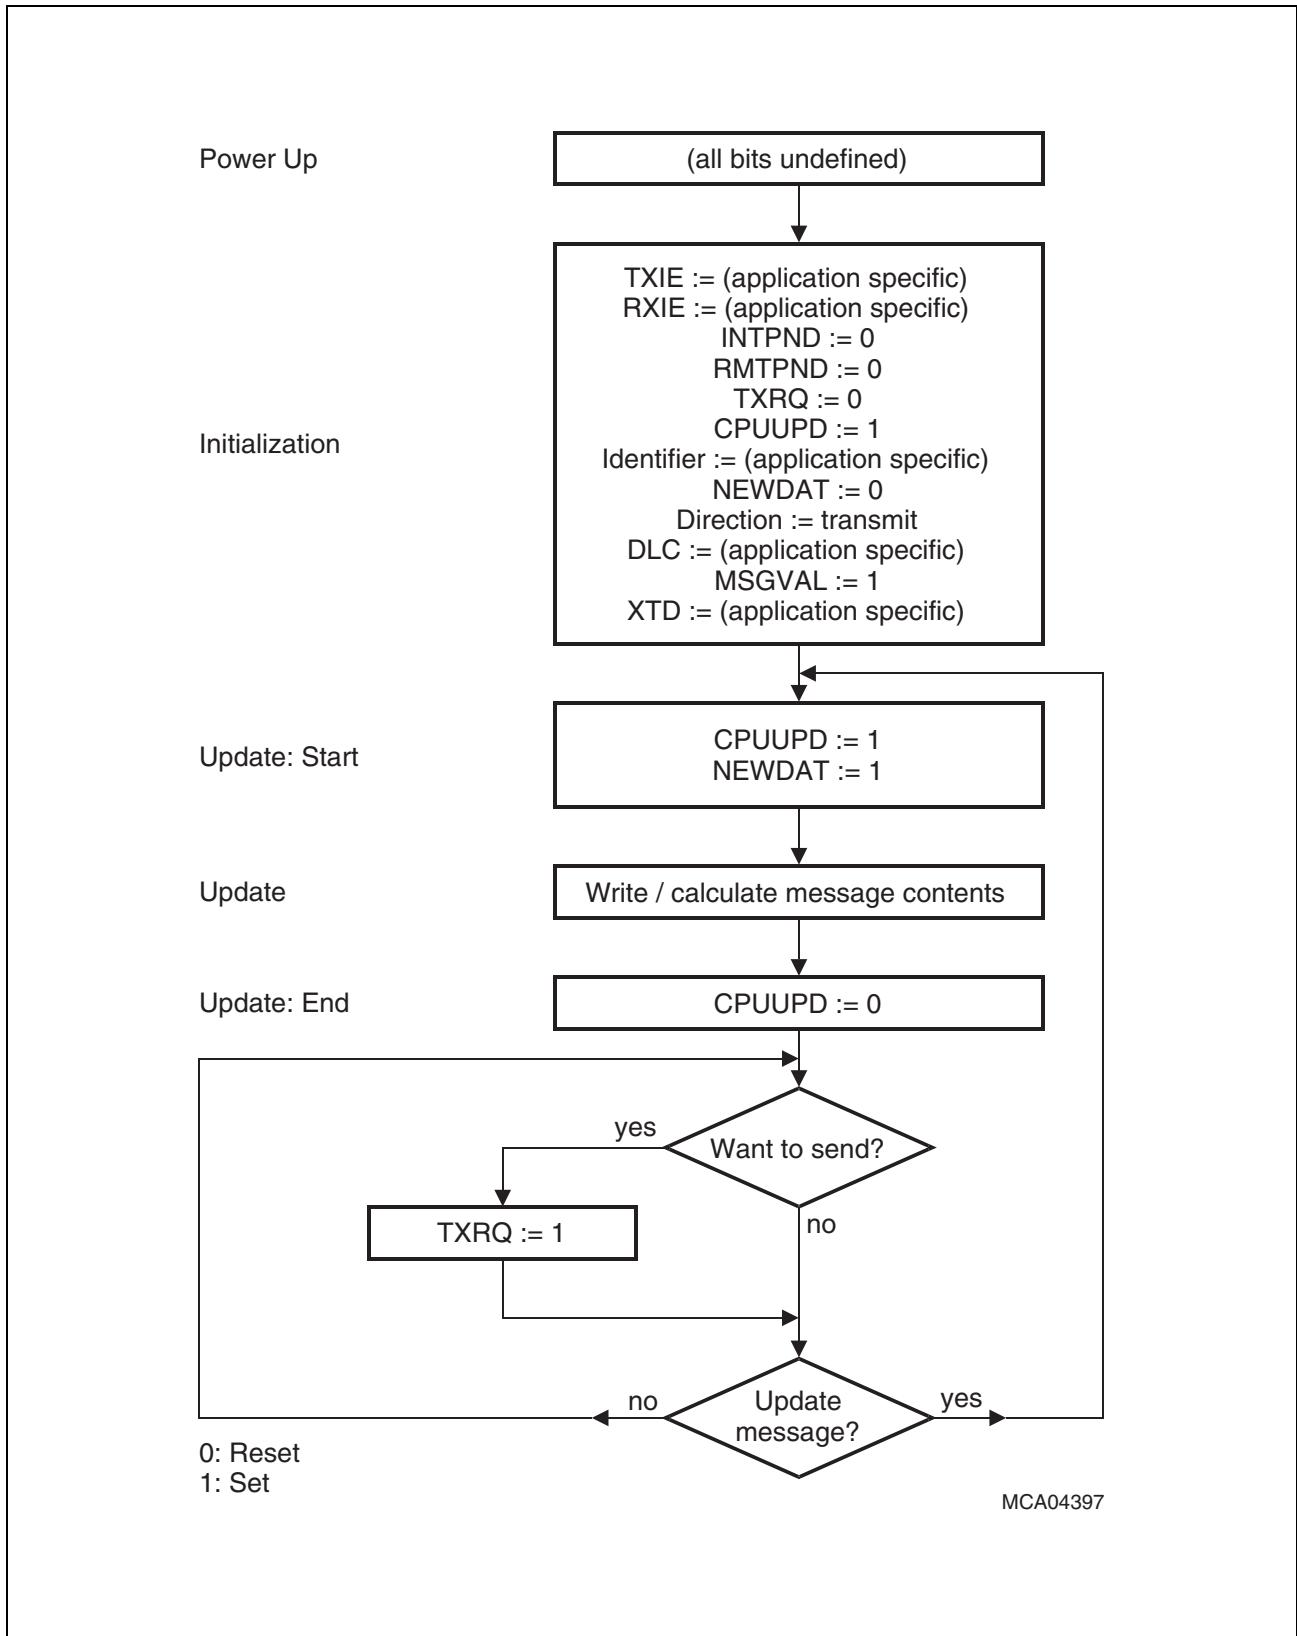 Power Up
(all bits undefined)
Initialization
TXIE := (application specific)
RXIE := (application specific)
INTPND := 0
RMTPND := 0
TXRQ := 0
CPUUPD := 1
Identifier := (application specific)
NEWDAT := 0
Direction := transmit
DLC := (application specific)
MSGVAL := 1
XTD := (application specific)
Update: Start
CPUUPD := 1
NEWDAT := 1
Update
Write / calculate message contents
Update: End
CPUUPD := 0
Want to send?
yes
TXRQ := 1
no
Update
message?
no
yes
0: Reset
1: Set
MCA04397